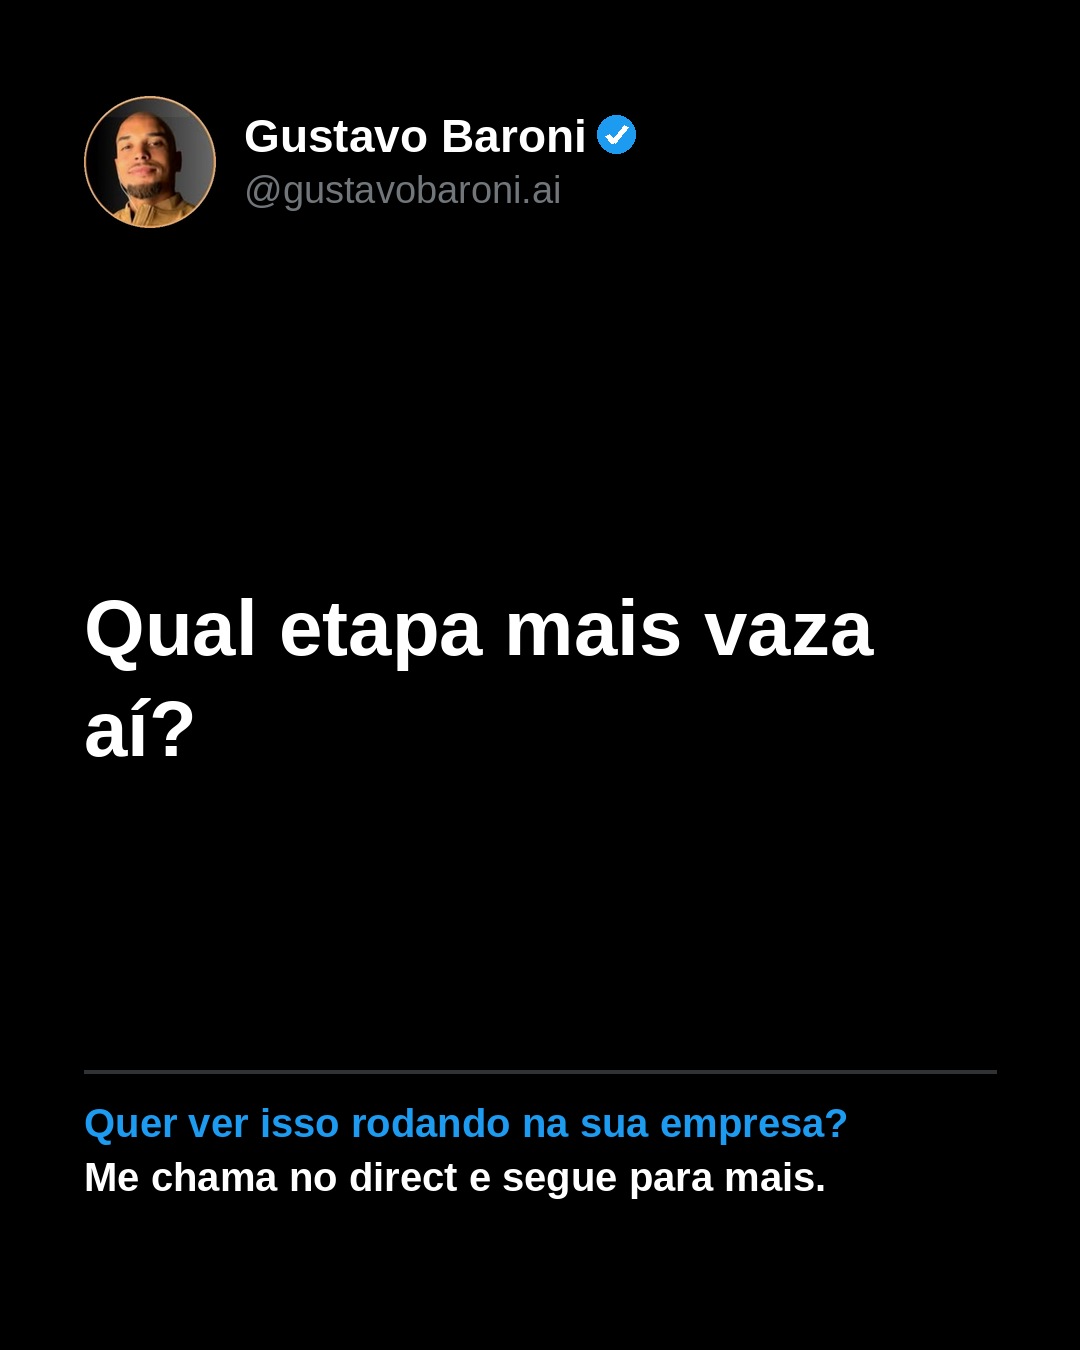 Gustavo Baroni
@gustavobaroni.ai
Qual etapa mais vaza
aí?
Quer ver isso rodando na sua empresa?
Me chama no direct e segue para mais.